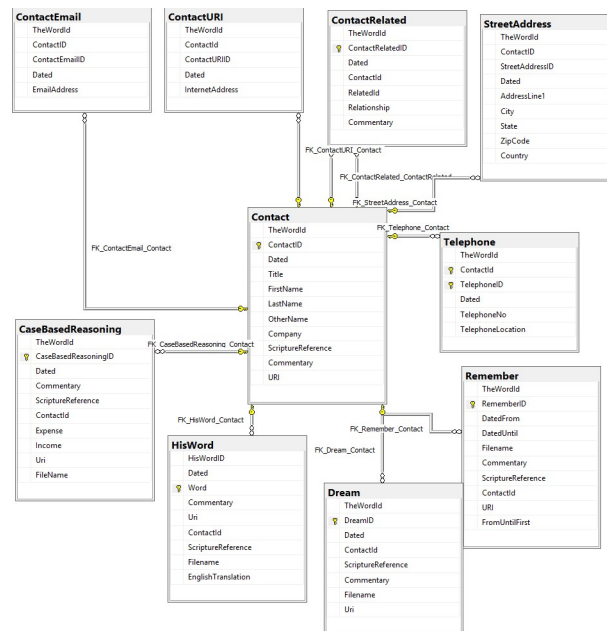 ContactEmail
TheWordId
ContactID
ContactEmailID
Dated
EmailAddress
ContactURI
TheWordId
ContactId
ContactURIID
Dated
InternetAddress
ContactRelated
TheWordId
ContactRelatedID
Dated
ContactId
RelatedId
Relationship
Commentary
StreetAddress
TheWordId
ContactID
StreetAddressID
Dated
AddressLine1
City
State
ZipCode
Country
FK_ContactURI_Contact
FK_ContactRelated_ContactRelated
FK_StreetAddress_Contact
FK_Telephone_Contact
FK_ContactEmail_Contact
Contact
TheWordId
ContactID
Dated
Title
FirstName
LastName
OtherName
Company
ScriptureReference
Commentary
URI
Telephone
TheWordId
ContactId
TelephoneID
Dated
TelephoneNo
TelephoneLocation
CaseBasedReasoning
TheWordId
CaseBasedReasoningID
Dated
Commentary
ScriptureReference
ContactId
Expense
Income
Uri
FileName
FK_CaseBasedReasoning_Contact
Remember
TheWordId
RememberID
DatedFrom
DatedUntil
Filename
Commentary
ScriptureReference
ContactId
URI
FromUntilFirst
FK_HisWord_Contact
FK_Remember_Contact
FK_Dream_Contact
HisWord
HisWordID
Dated
Word
Commentary
Uri
ContactId
ScriptureReference
Filename
EnglishTranslation
Dream
TheWordId
DreamID
Dated
ContactId
ScriptureReference
Commentary
Filename
Uri